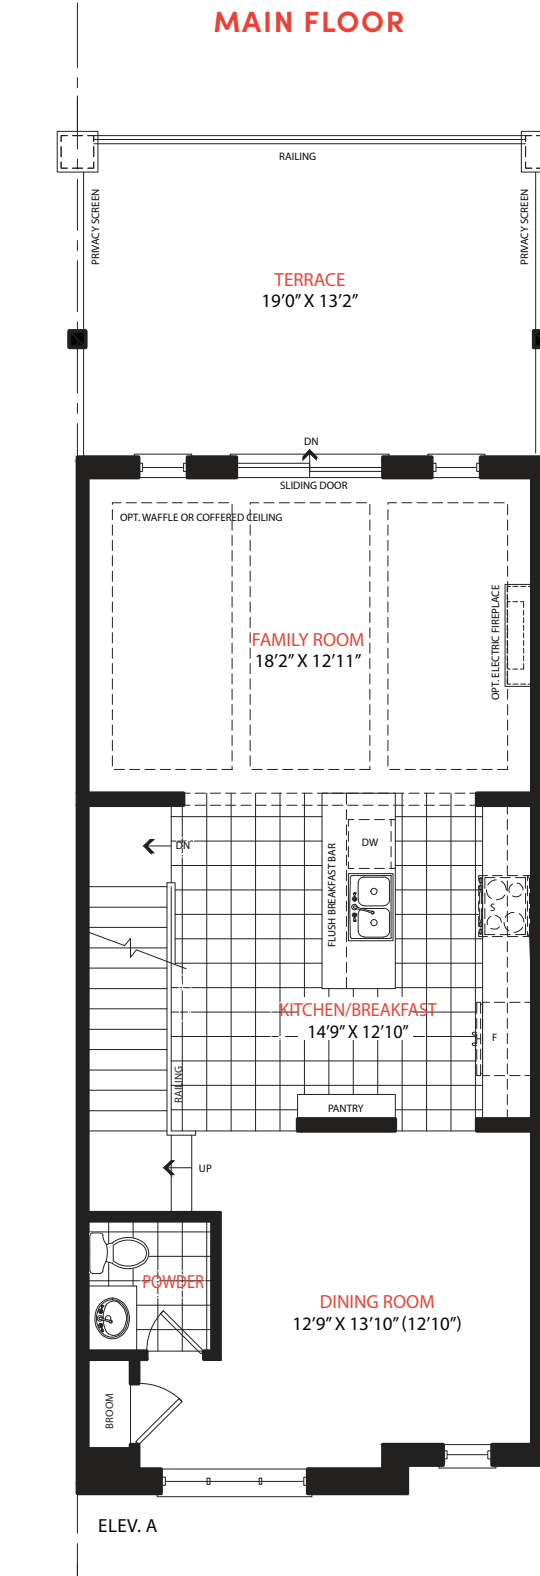 MAIN FLOOR
RAILING
PRIVACY SCREEN
PRIVACY SCREEN
TERRACE
19'0" X 13'2"
DN
SLIDING DOOR
OPT. WAFFLE OR COFFERED CEILING
OPT. ELECTRIC FIREPLACE
FAMILY ROOM
18'2" X 12'11"
DN
DW
FLUSH BREAKFAST BAR
S
KITCHEN/BREAKFAST
14'9" X 12'10"
F
RAILING
PANTRY
UP
POWDER
DINING ROOM
12'9" X 13'10" (12'10")
BROOM
ELEV. A